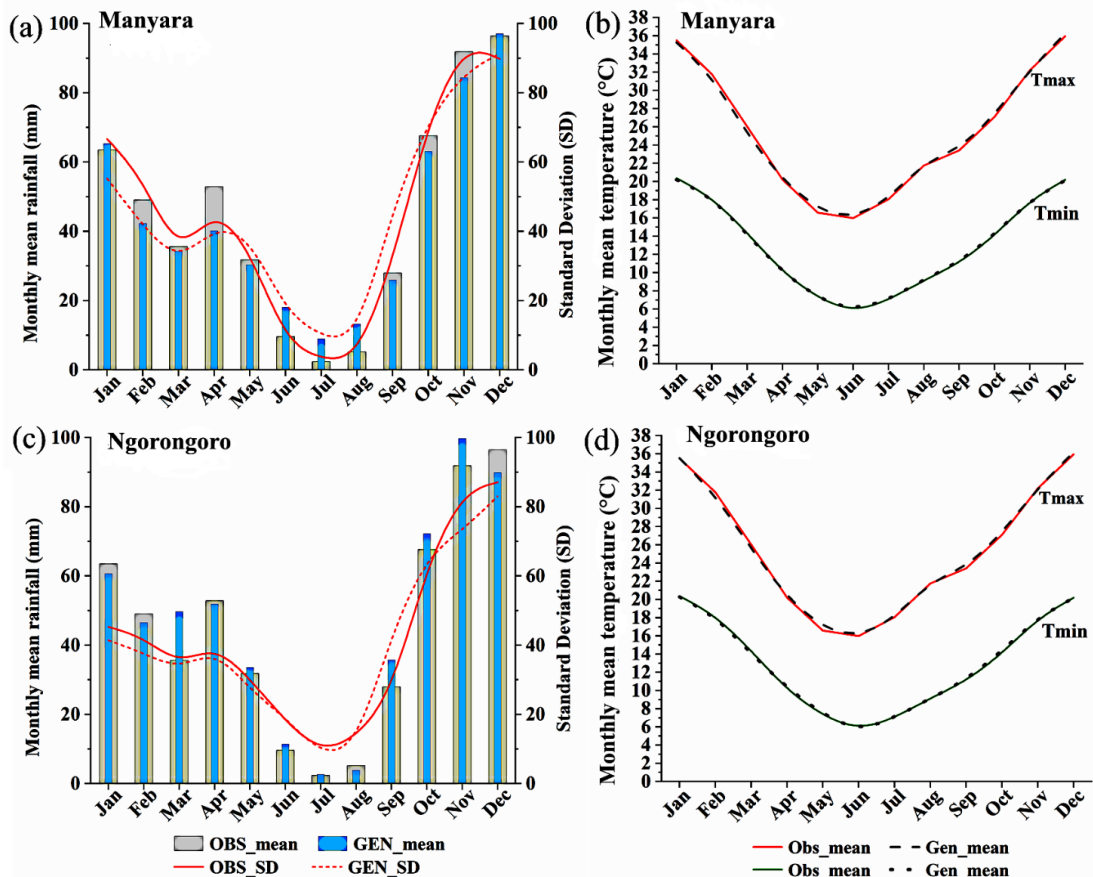 (a) Manyara
Monthly mean rainfall (mm)
100
80
60
40
20
0
Standard Deviation (SD)
100
80
60
40
20
0
Jan Feb Mar Apr May Jun Jul Aug Sep Oct Nov Dec
(b) Manyara
Monthly mean temperature (°C)
38
36
34
32
30
28
26
24
22
20
18
16
14
12
10
8
6
4
2
0
Tmax
Tmin
Jan Feb Mar Apr May Jun Jul Aug Sep Oct Nov Dec
(c) Ngorongoro
Monthly mean rainfall (mm)
100
80
60
40
20
0
Standard Deviation (SD)
100
80
60
40
20
0
Jan Feb Mar Apr May Jun Jul Aug Sep Oct Nov Dec
OBS_mean GEN_mean
OBS_SD GEN_SD
(d) Ngorongoro
Monthly mean temperature (°C)
38
36
34
32
30
28
26
24
22
20
18
16
14
12
10
8
6
4
2
0
Tmax
Tmin
Jan Feb Mar Apr May Jun Jul Aug Sep Oct Nov Dec
Obs_mean Gen_mean
Obs_mean Gen_mean